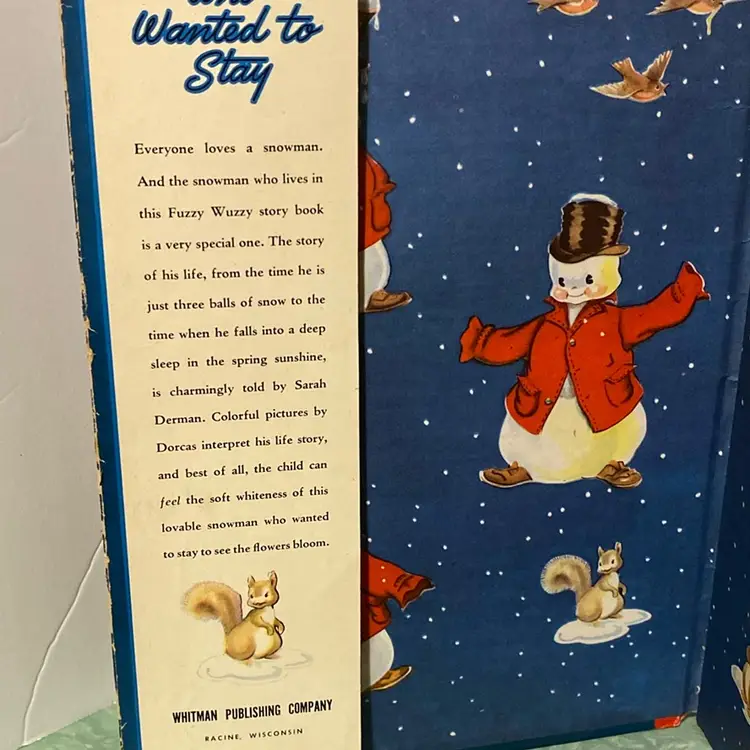 Wanted to
Stay
Everyone loves a snowman.
And the snowman who lives in
this Fuzzy Wuzzy story book
is a very special one. The story
of his life, from the time he is
just three balls of snow to the
time when he falls into a deep
sleep in the spring sunshine,
is charmingly told by Sarah
Derman. Colorful pictures by
Dorcas interpret his life story,
and best of all, the child can
feel the soft whiteness of this
lovable snowman who wanted
to stay to see the flowers bloom.
WHITMAN PUBLISHING COMPANY
RACINE, WISCONSIN